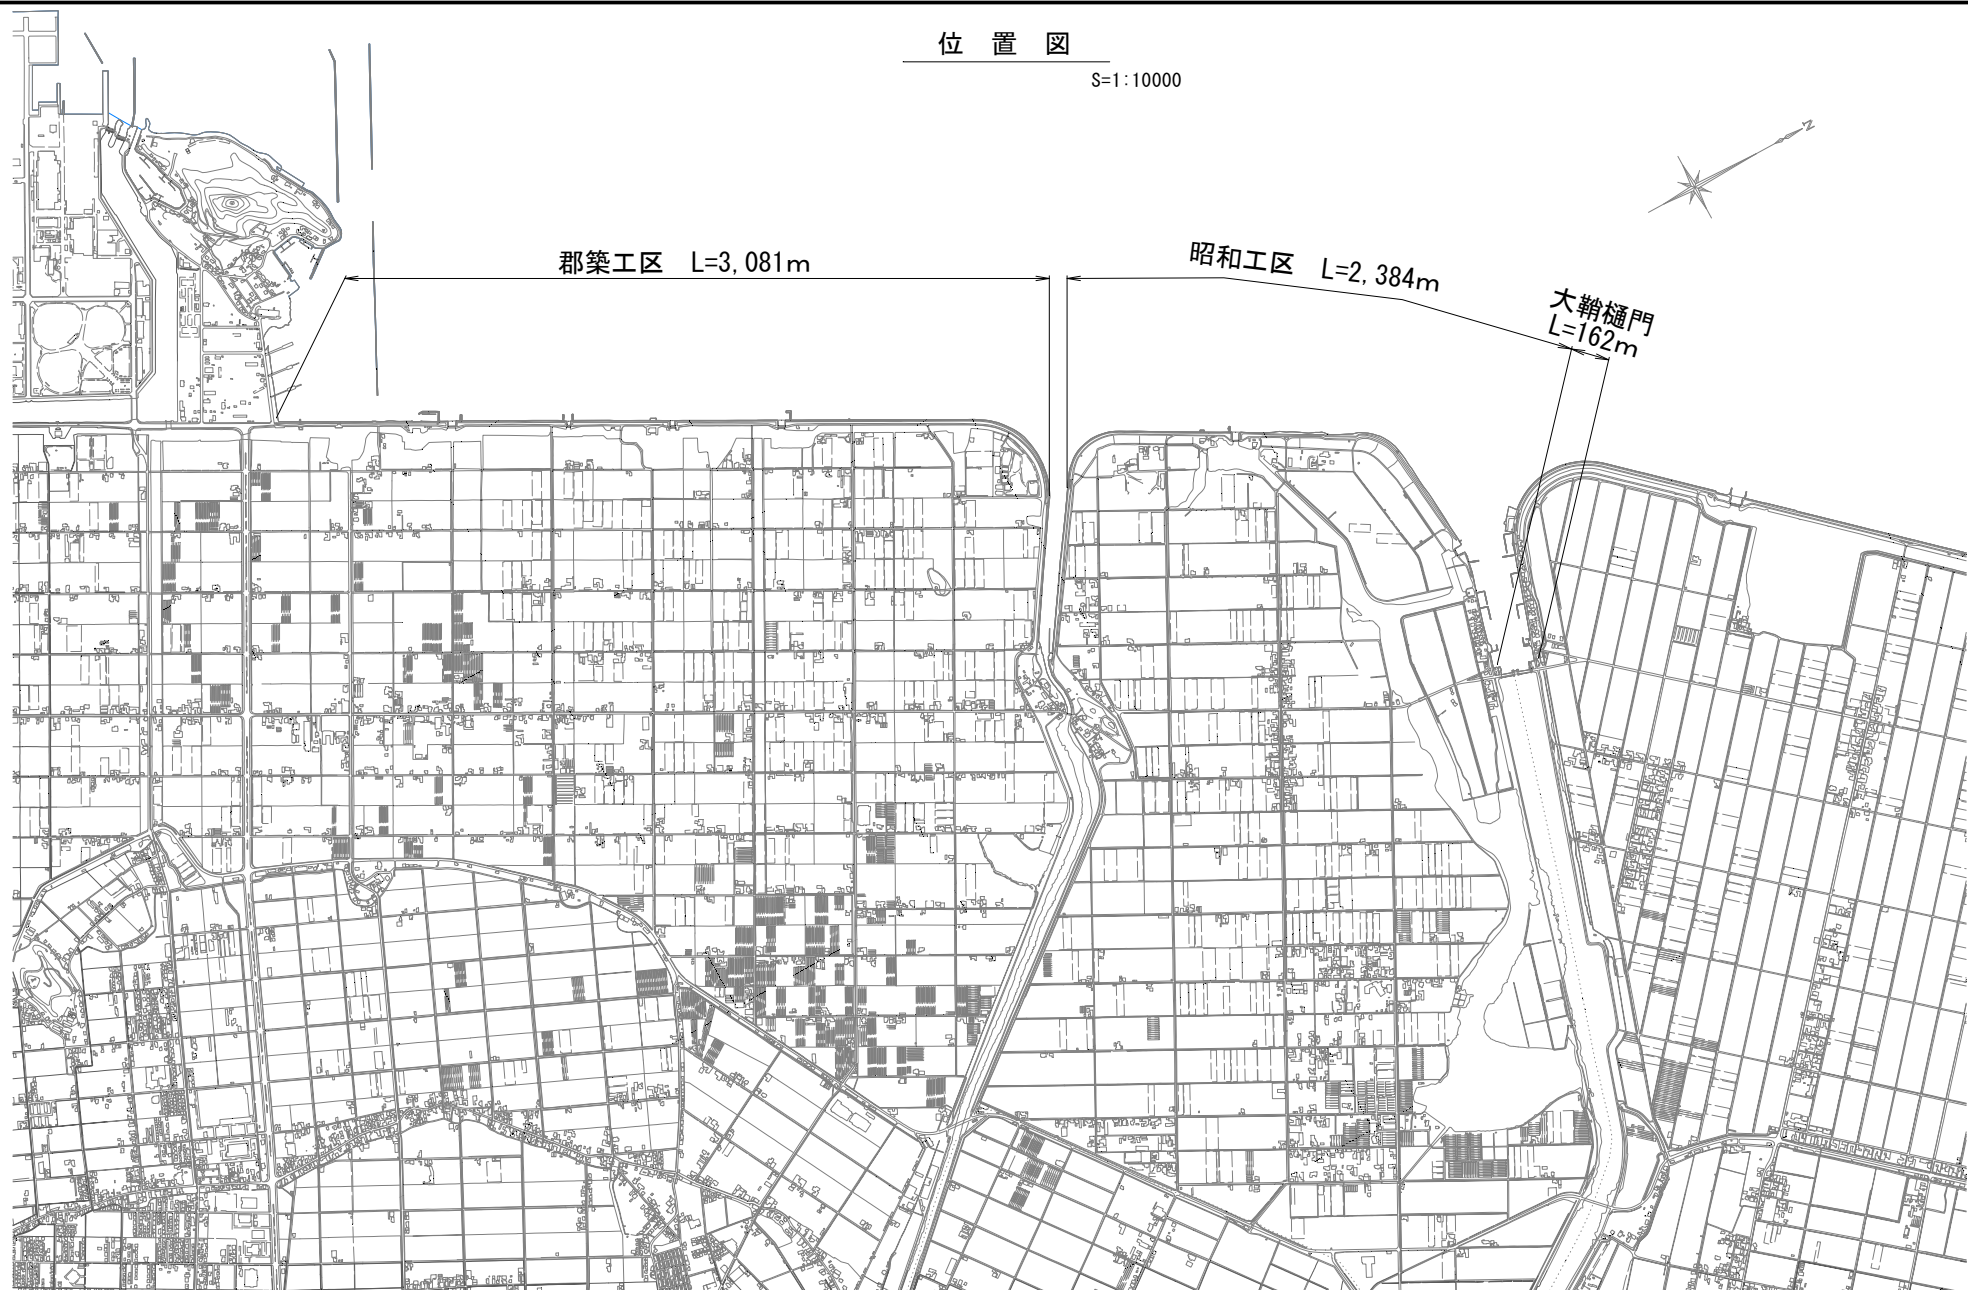 位 置 図
S=1:10000
N
郡築工区 L=3,081m
昭和工区 L=2,384m
大鞘樋門
L=162m